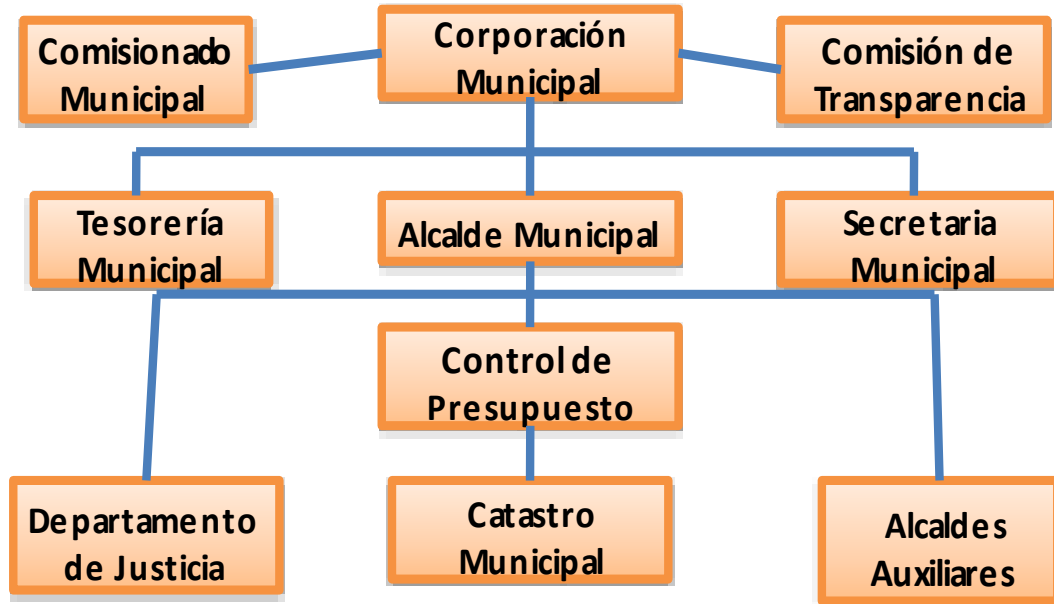 Comisionado
Municipal
Corporación
Municipal
Comisión de
Transparencia
Tesorería
Municipal
Alcalde Municipal
Secretaria
Municipal
Control de
Presupuesto
Departamento
de Justicia
Catastro
Municipal
Alcaldes
Auxiliares